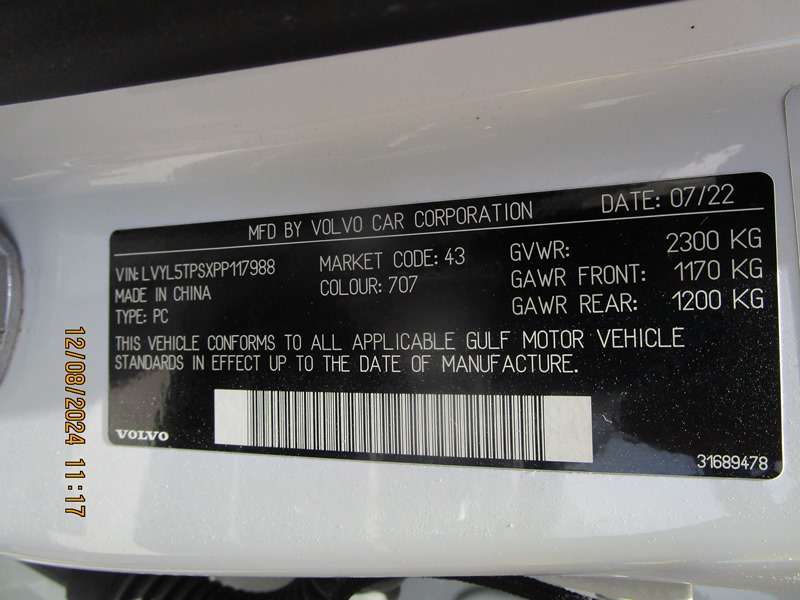 MFD BY VOLVO CAR CORPORATION DATE: 07/22
VIN:LVYL5TPSXPP117988 MARKET CODE: 43 GVWR: 2300 KG
MADE IN CHINA COLOUR: 707 GAWR FRONT: 1170 KG
TYPE: PC GAWR REAR: 1200 KG
THIS VEHICLE CONFORMS TO ALL APPLICABLE GULF MOTOR VEHICLE
STANDARDS IN EFFECT UP TO THE DATE OF MANUFACTURE.
VOLVO 31689478
12/08/2024 11:17